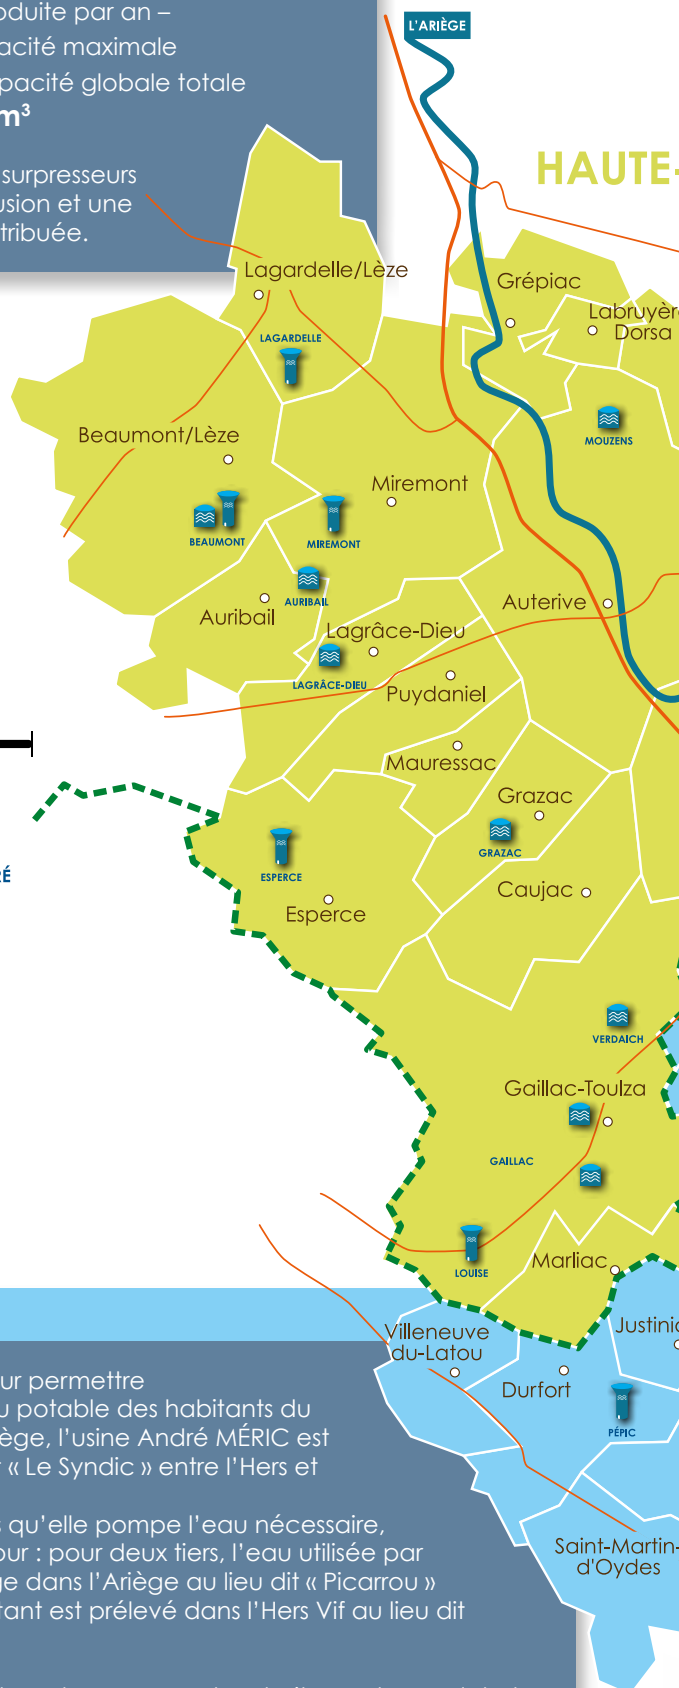 oduite par an –
acité maximale
pacité globale totale
m³
surpresseurs
usion et une
tribuée.
L'ARIÈGE
HAUTE-
Lagardelle/Lèze
Grépiac
Labruyèr
Dorsa
LAGARDELLE
MOUZENS
Beaumont/Lèze
Miremont
BEAUMONT
MIREMONT
AURIBAIL
Auribail
Auterive
Lagrâce-Dieu
LAGRÂCE-DIEU
Puydaniel
Mauressac
Grazac
GRAZAC
ESPERCE
RÉ
Caujac
Esperce
VERDAICH
Gaillac-Toulza
GAILLAC
Marliac
LOUISE
Villeneuve
du-Latou
Justinia
Durfort
PÉPIC
Saint-Martin-
d'Oydes
ur permettre
u potable des habitants du
iège, l'usine André MÉRIC est
t « Le Syndic » entre l'Hers et
s qu'elle pompe l'eau nécessaire,
our : pour deux tiers, l'eau utilisée par
ge dans l'Ariège au lieu dit « Picarrou »
tant est prélevé dans l'Hers Vif au lieu dit